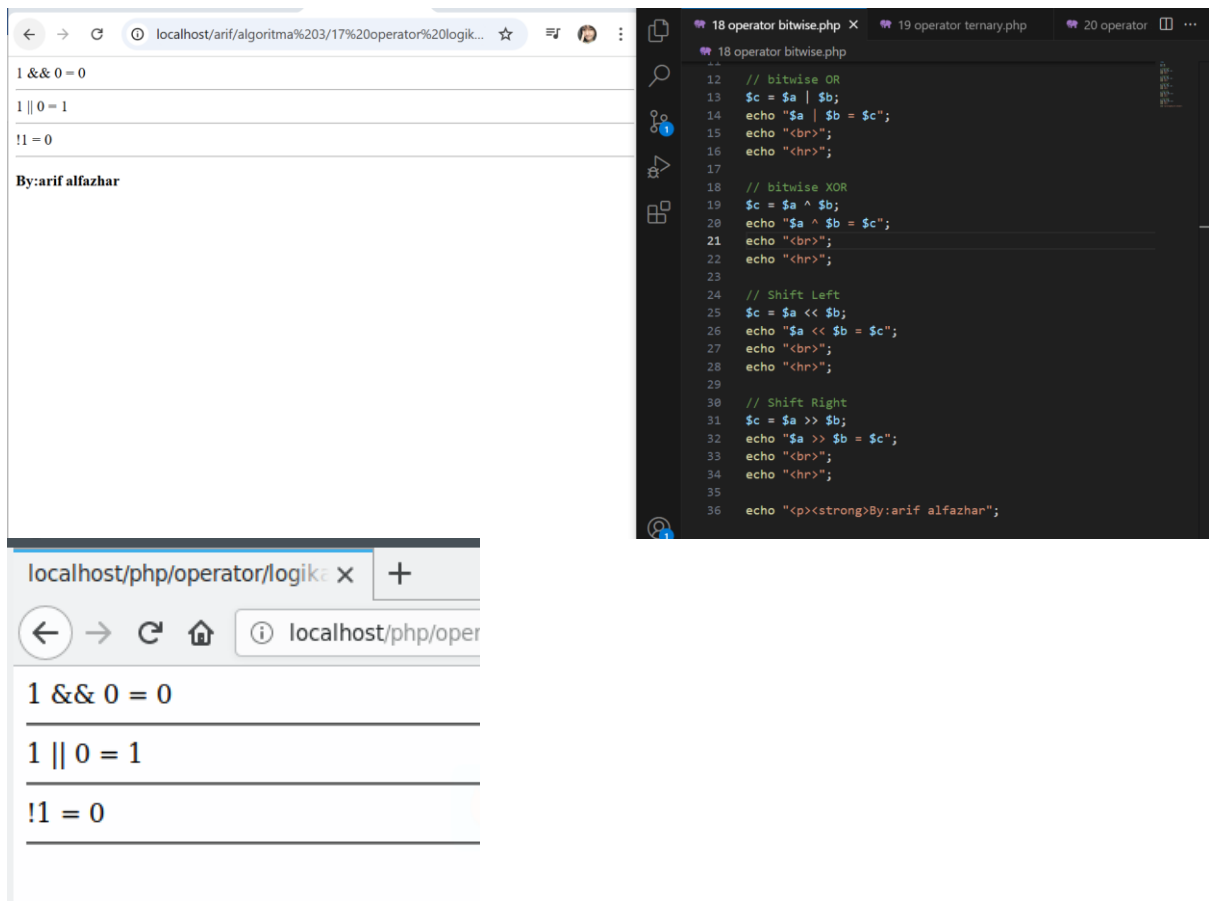 localhost/arif/algoritma%203/17%20operator%20logik...
1 && 0 = 0
1 || 0 = 1
!1 = 0
By:arif alfazhar
18 operator bitwise.php
19 operator ternary.php
20 operator
18 operator bitwise.php
11
12 // bitwise OR
13 $c = $a | $b;
14 echo "$a | $b = $c";
15 echo "<br>";
16 echo "<hr>";
17
18 // bitwise XOR
19 $c = $a ^ $b;
20 echo "$a ^ $b = $c";
21 echo "<br>";
22 echo "<hr>";
23
24 // Shift Left
25 $c = $a << $b;
26 echo "$a << $b = $c";
27 echo "<br>";
28 echo "<hr>";
29
30 // Shift Right
31 $c = $a >> $b;
32 echo "$a >> $b = $c";
33 echo "<br>";
34 echo "<hr>";
35
36 echo "<p><strong>By:arif alfazhar";
1
1
localhost/php/operator/logika
localhost/php/oper
1 && 0 = 0
1 || 0 = 1
!1 = 0